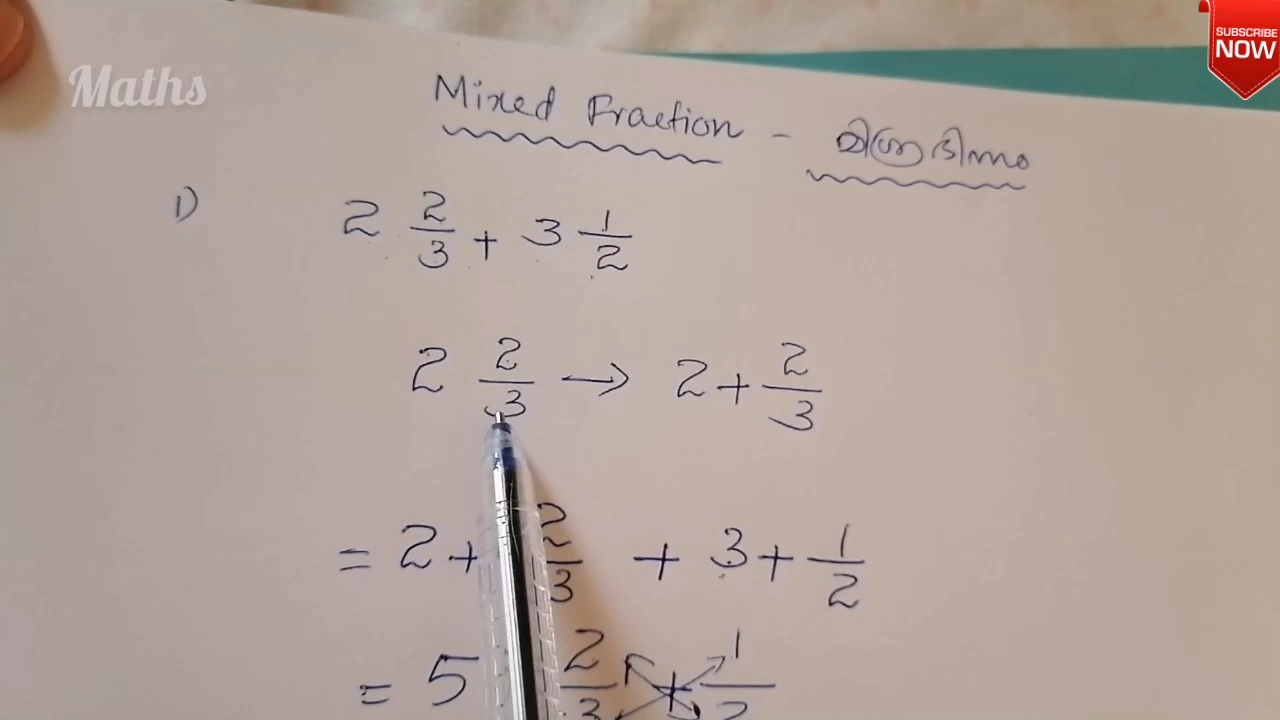 SUBSCRIBE
NOW
Maths
Mixed Fraction - മിശ്രഭിന്നം
1) 2 2/3 + 3 1/2
2 2/3 → 2 + 2/3
= 2 + 2/3 + 3 + 1/2
= 5 2/3 + 1/2